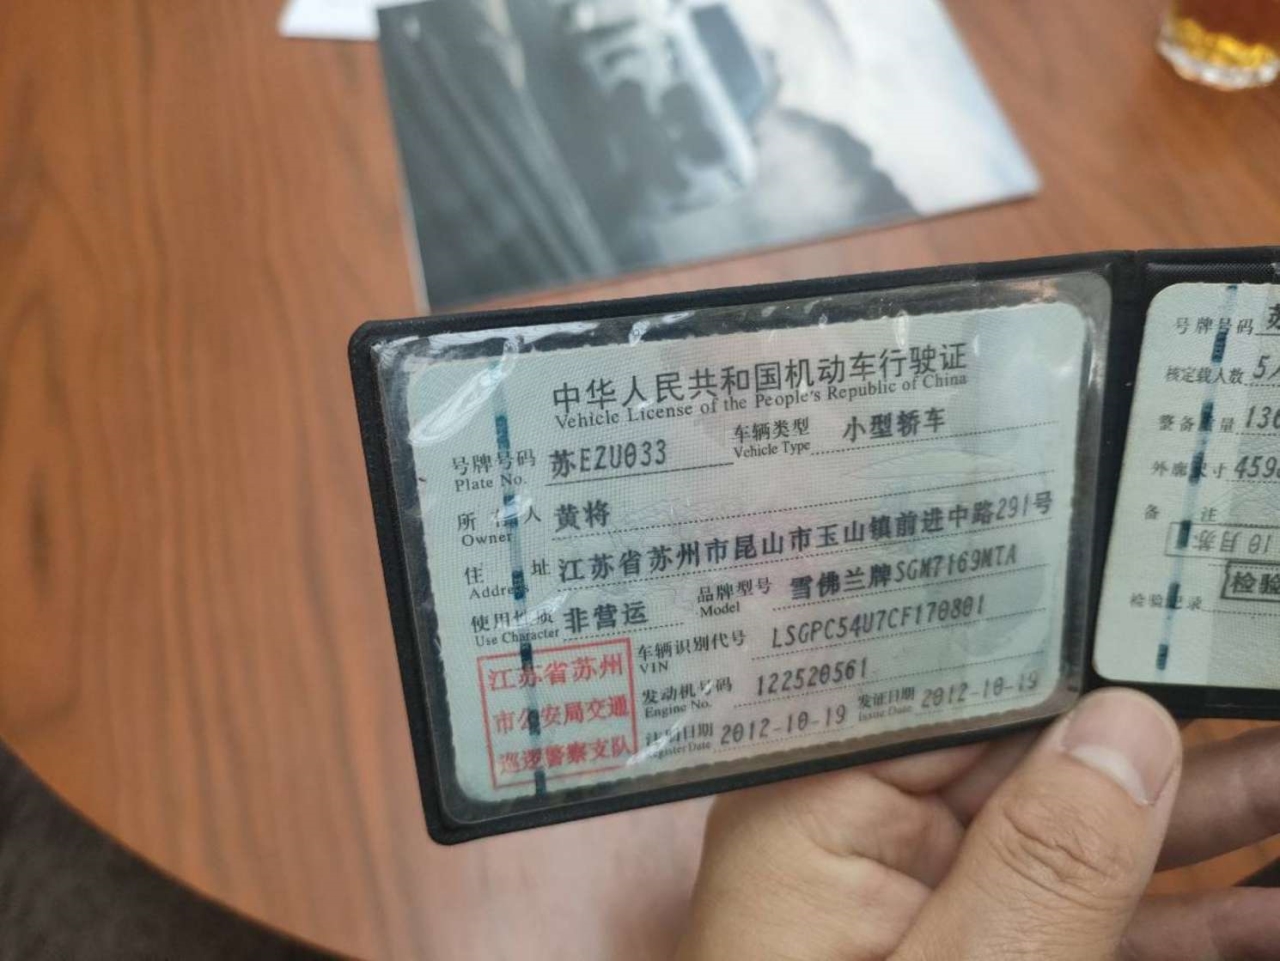 中华人民共和国机动车行驶证
Vehicle License of the People's Republic of China
号牌号码 苏EZU033 车辆类型 小型轿车
Plate No. Vehicle Type
所 人 黄将
Owner
住 址 江苏省苏州市昆山市玉山镇前进中路291号
Address
使用性质 非营运 品牌型号 雪佛兰牌SGM7169MTA
Use Character Model
车辆识别代号 LSGPC54U7CF170801
VIN
发动机号码 122520561
Engine No.
注册日期 2012-10-19 发证日期 2012-10-19
Register Date Issue Date
江苏省苏州
市公安局交通
巡逻警察支队
号牌号码 苏
核定载人数 5人
整备质量 130
外廓尺寸 459
备 注
10月苏
检验
检验记录